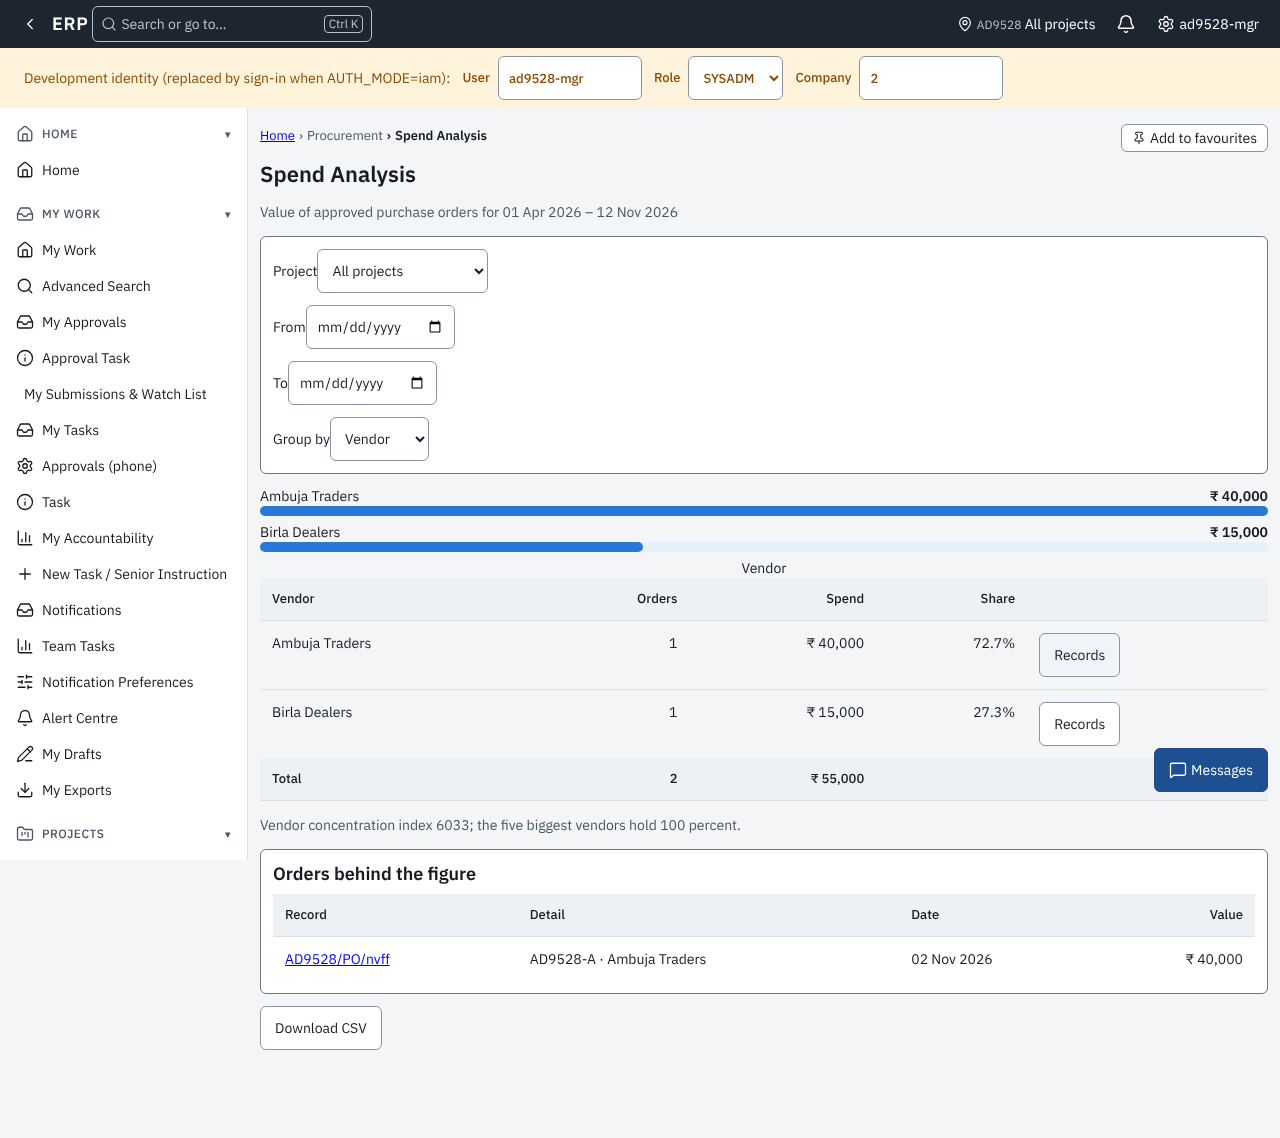 ERP Search or go to... Ctrl K AD9528 All projects ad9528-mgr
Development identity (replaced by sign-in when AUTH_MODE=iam): User ad9528-mgr Role SYSADM Company 2
HOME
Home
MY WORK
My Work
Advanced Search
My Approvals
Approval Task
My Submissions & Watch List
My Tasks
Approvals (phone)
Task
My Accountability
New Task / Senior Instruction
Notifications
Team Tasks
Notification Preferences
Alert Centre
My Drafts
My Exports
PROJECTS
Home › Procurement › Spend Analysis
Add to favourites
Spend Analysis
Value of approved purchase orders for 01 Apr 2026 – 12 Nov 2026
Project All projects
From mm/dd/yyyy
To mm/dd/yyyy
Group by Vendor
Ambuja Traders ₹ 40,000
Birla Dealers ₹ 15,000
Vendor
Vendor Orders Spend Share
Ambuja Traders 1 ₹ 40,000 72.7% Records
Birla Dealers 1 ₹ 15,000 27.3% Records
Total 2 ₹ 55,000
Messages
Vendor concentration index 6033; the five biggest vendors hold 100 percent.
Orders behind the figure
Record Detail Date Value
AD9528/PO/nvff AD9528-A · Ambuja Traders 02 Nov 2026 ₹ 40,000
Download CSV